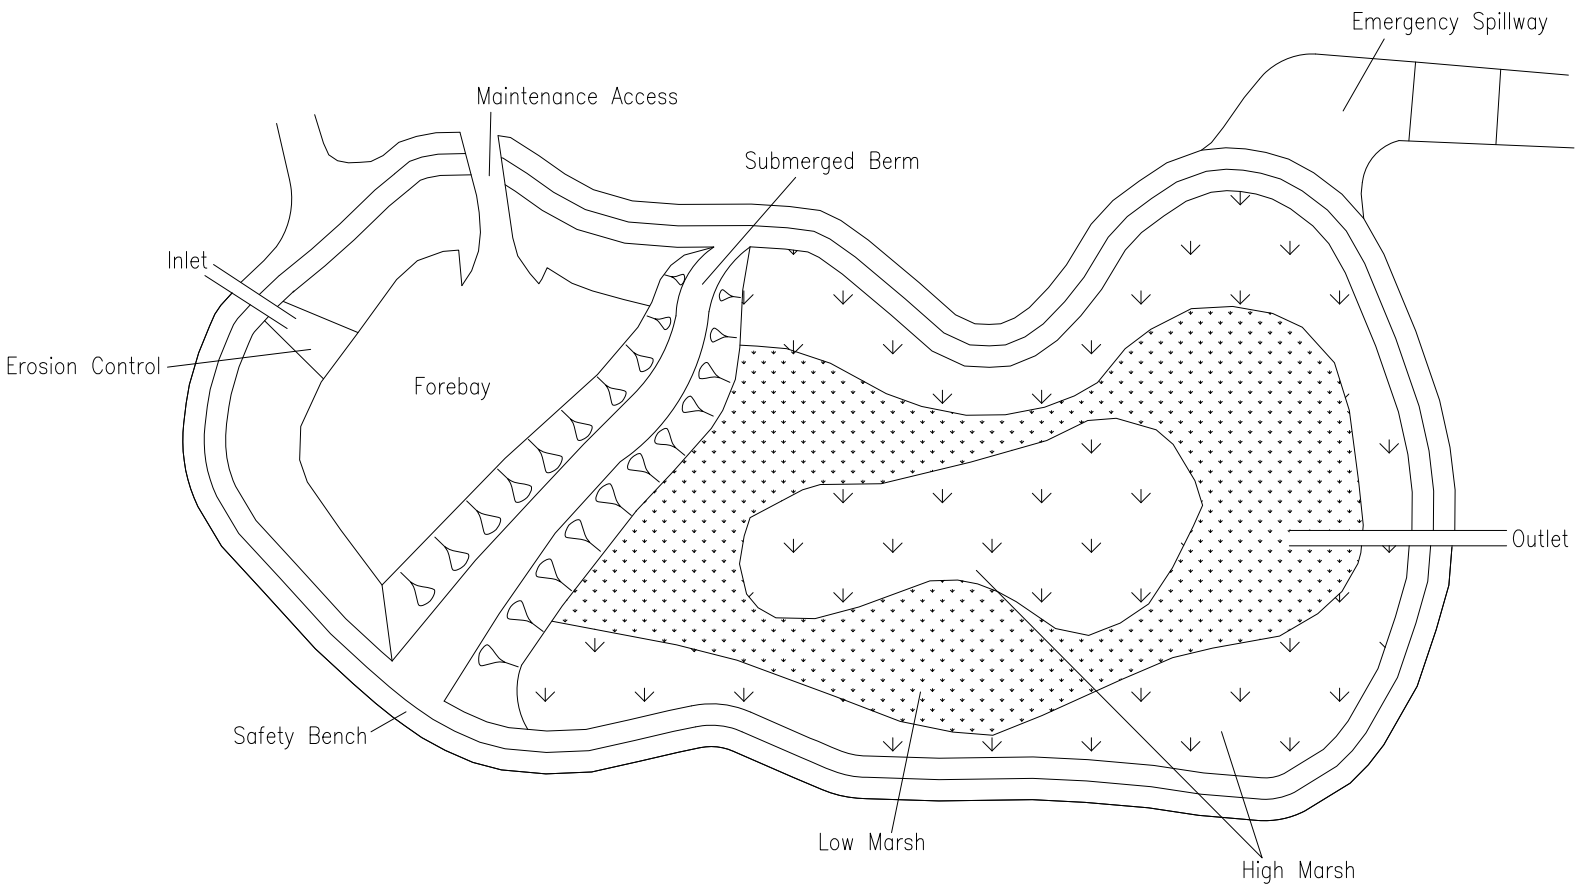 Emergency Spillway
Maintenance Access
Submerged Berm
Inlet
Erosion Control
Forebay
Outlet
Safety Bench
Low Marsh
High Marsh